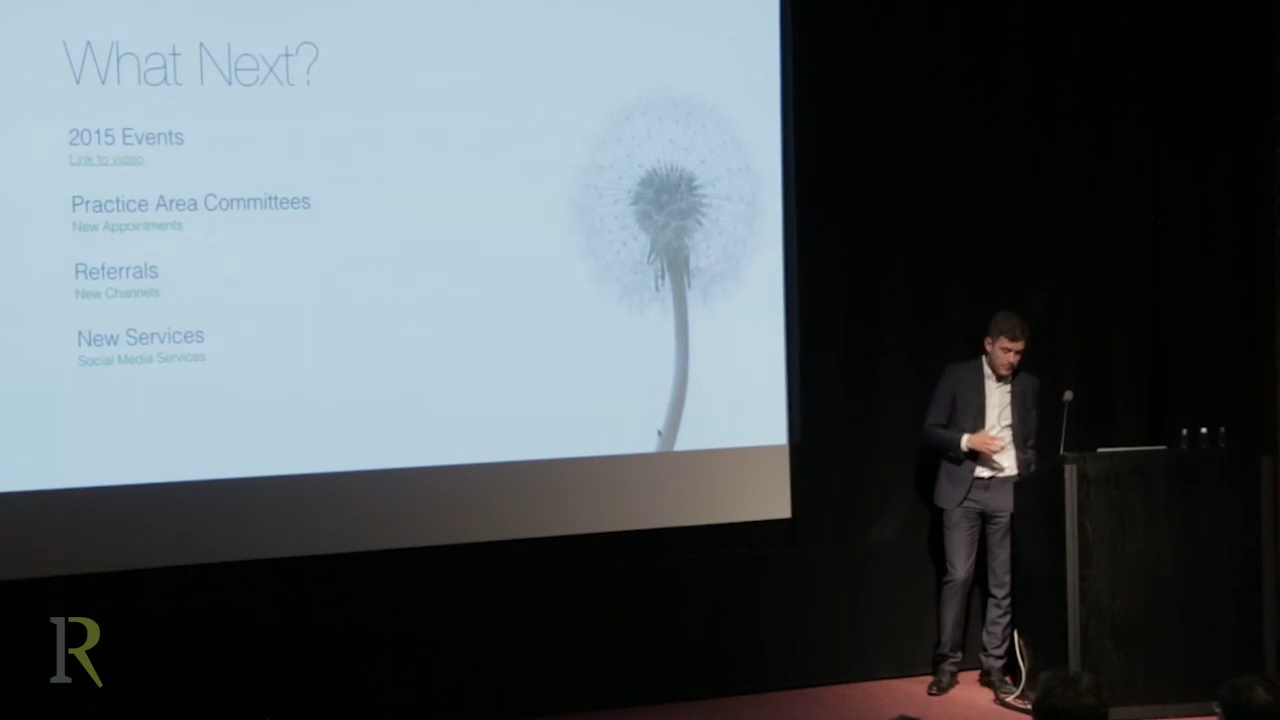 What Next?
2015 Events
Link to video
Practice Area Committees
New Appointments
Referrals
New Channels
New Services
Social Media Services
R